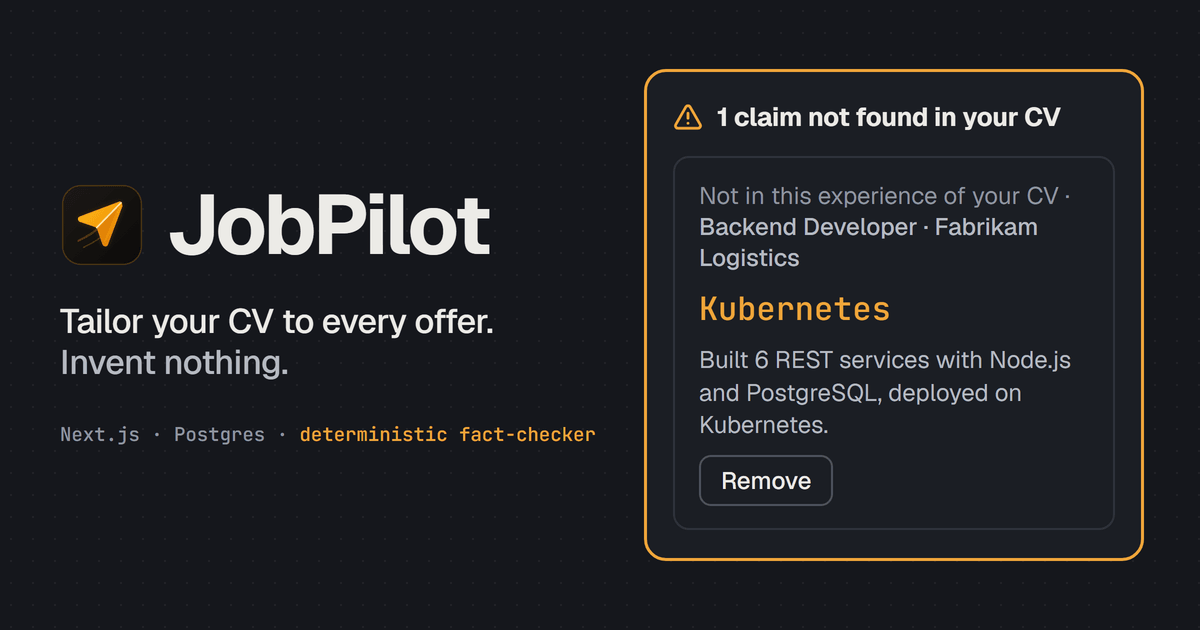 JobPilot
Tailor your CV to every offer.
Invent nothing.
Next.js · Postgres · deterministic fact-checker
1 claim not found in your CV
Not in this experience of your CV ·
Backend Developer · Fabrikam
Logistics
Kubernetes
Built 6 REST services with Node.js
and PostgreSQL, deployed on
Kubernetes.
Remove